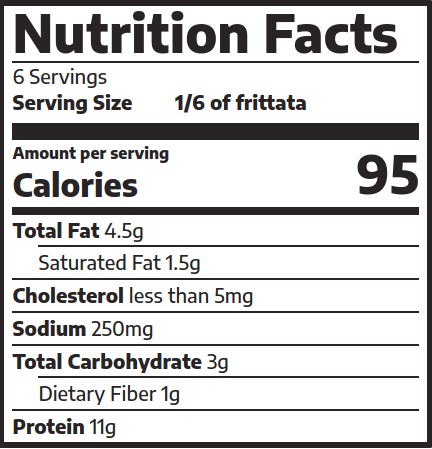 Nutrition Facts
6 Servings
Serving Size 1/6 of frittata
Amount per serving
Calories 95
Total Fat 4.5g
Saturated Fat 1.5g
Cholesterol less than 5mg
Sodium 250mg
Total Carbohydrate 3g
Dietary Fiber 1g
Protein 11g